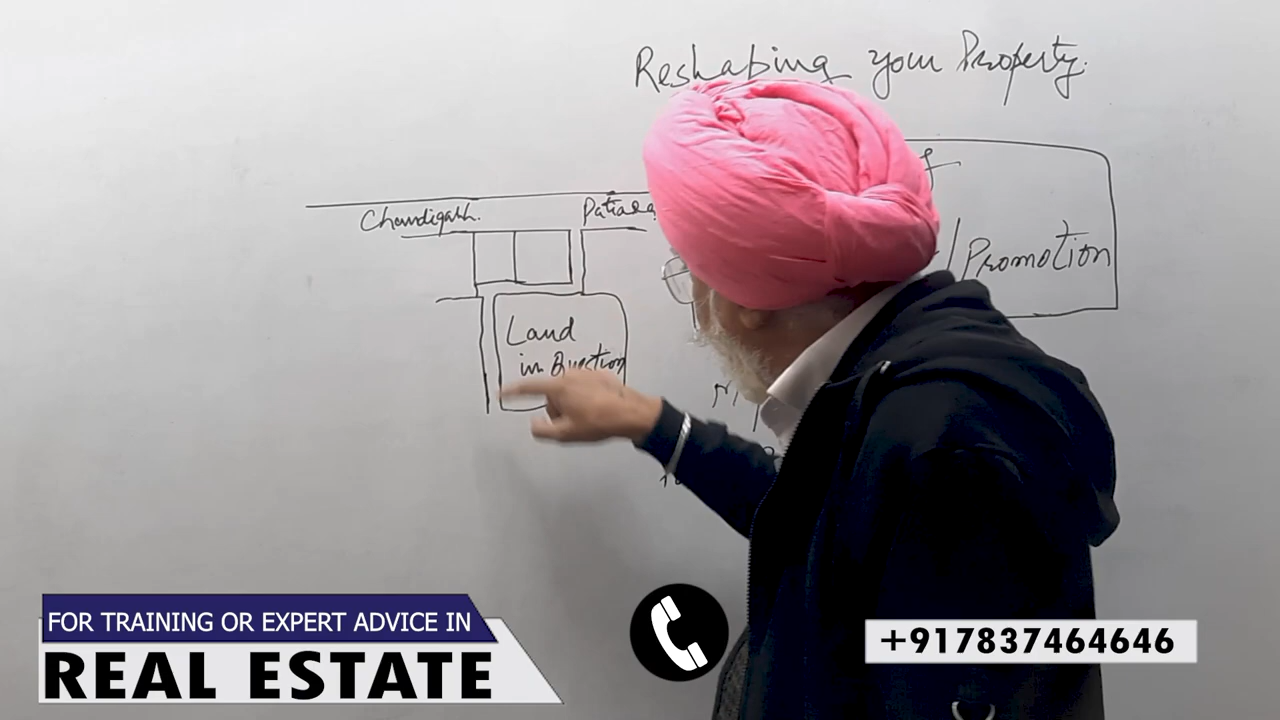 Reshaping your Property.
Chandigarh. Patiala
Land
in Question
/Promotion
FOR TRAINING OR EXPERT ADVICE IN
REAL ESTATE
+917837464646